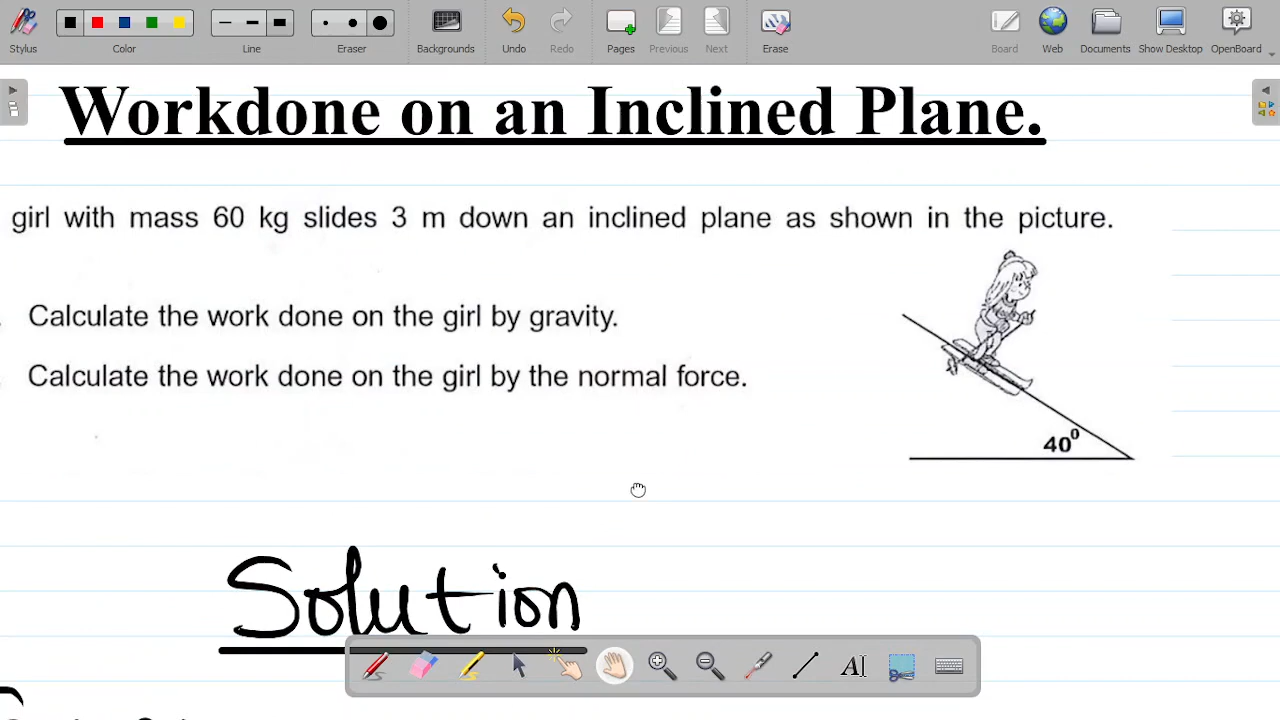 Stylus Color Line Eraser Backgrounds Undo Redo Pages Previous Next Erase Board Web Documents Show Desktop OpenBoard
Workdone on an Inclined Plane.
girl with mass 60 kg slides 3 m down an inclined plane as shown in the picture.
Calculate the work done on the girl by gravity.
Calculate the work done on the girl by the normal force.
40⁰
Solution
AI